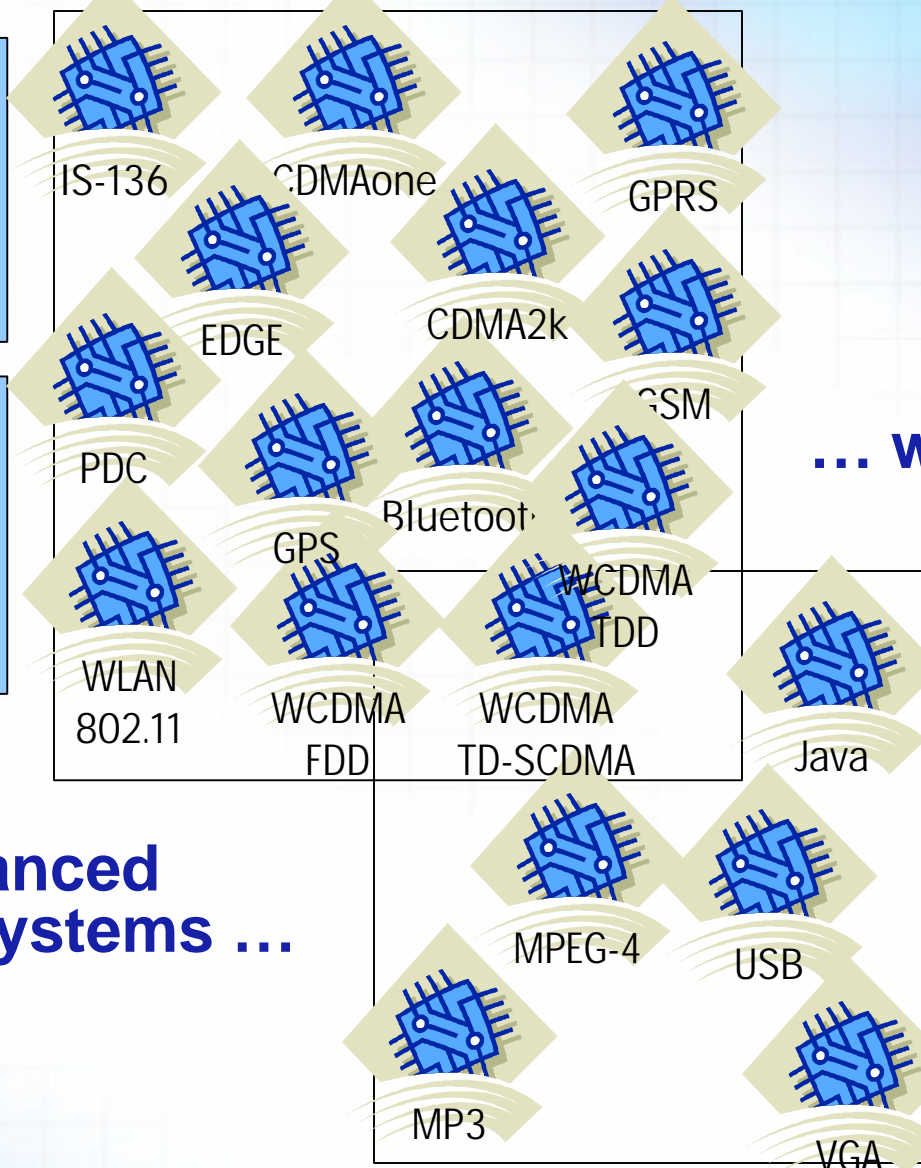 IS-136
CDMAone
GPRS
EDGE
CDMA2k
GSM
PDC
… w
GPS
Bluetoot
WCDMA
TDD
WLAN
802.11
WCDMA
FDD
WCDMA
TD-SCDMA
Java
anced
ystems …
MPEG-4
USB
MP3
VGA